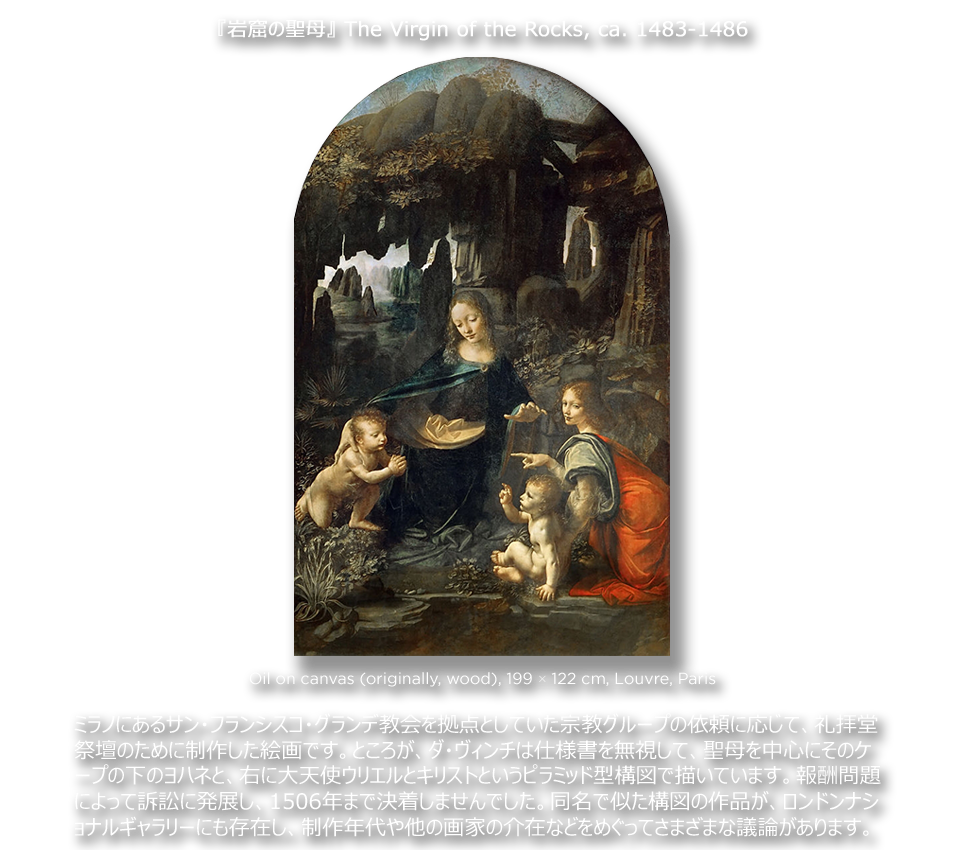 『岩窟の聖母』 The Virgin of the Rocks, ca. 1483-1486
Oil on canvas (originally, wood), 199 × 122 cm, Louvre, Paris
ミラノにあるサン・フランシスコ・グランデ教会を拠点としていた宗教グループの依頼に応じて、礼拝堂
祭壇のために制作した絵画です。ところが、ダ・ヴィンチは仕様書を無視して、聖母を中心にそのケ
ープの下のヨハネと、右に大天使ウリエルとキリストというピラミッド型構図で描いています。報酬問題
によって訴訟に発展し、1506年まで決着しませんでした。同名で似た構図の作品が、ロンドンナシ
ョナルギャラリーにも存在し、制作年代や他の画家の介在などをめぐってさまざまな議論があります。